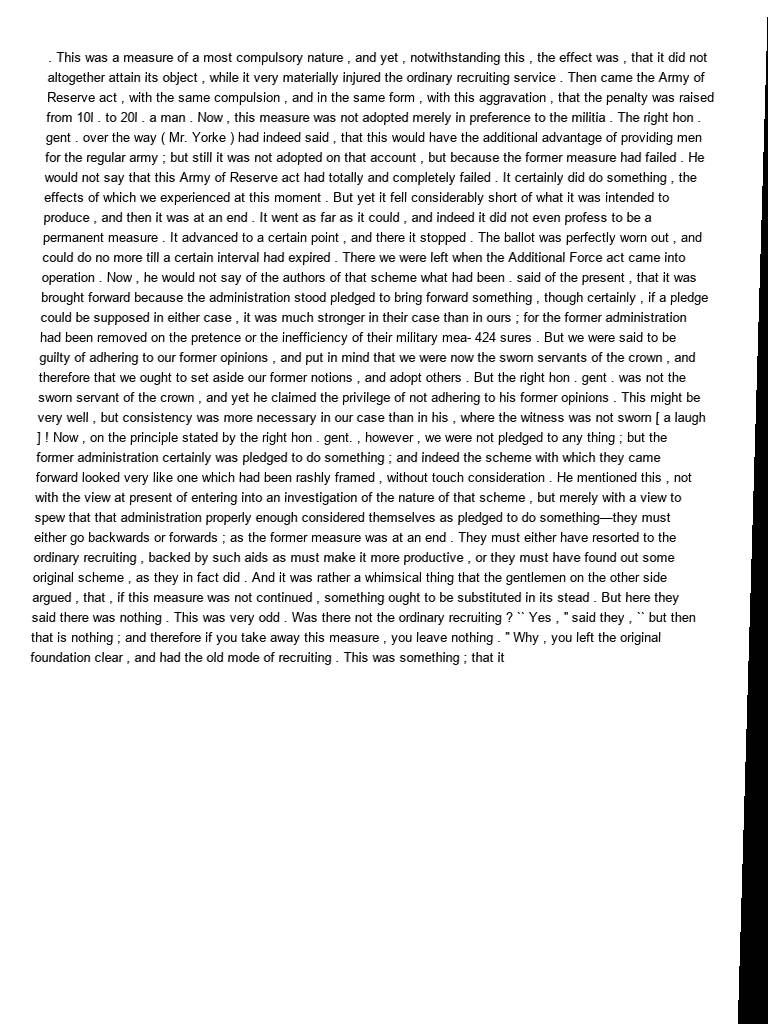 . This was a measure of a most compulsory nature , and yet , notwithstanding this , the effect was , that it did not
altogether attain its object , while it very materially injured the ordinary recruiting service . Then came the Army of
Reserve act , with the same compulsion , and in the same form , with this aggravation , that the penalty was raised
from 10l . to 20l . a man . Now , this measure was not adopted merely in preference to the militia . The right hon .
gent . over the way ( Mr. Yorke ) had indeed said , that this would have the additional advantage of providing men
for the regular army ; but still it was not adopted on that account , but because the former measure had failed . He
would not say that this Army of Reserve act had totally and completely failed . It certainly did do something , the
effects of which we experienced at this moment . But yet it fell considerably short of what it was intended to
produce , and then it was at an end . It went as far as it could , and indeed it did not even profess to be a
permanent measure . It advanced to a certain point , and there it stopped . The ballot was perfectly worn out , and
could do no more till a certain interval had expired . There we were left when the Additional Force act came into
operation . Now , he would not say of the authors of that scheme what had been . said of the present , that it was
brought forward because the administration stood pledged to bring forward something , though certainly , if a pledge
could be supposed in either case , it was much stronger in their case than in ours ; for the former administration
had been removed on the pretence or the inefficiency of their military mea- 424 sures . But we were said to be
guilty of adhering to our former opinions , and put in mind that we were now the sworn servants of the crown , and
therefore that we ought to set aside our former notions , and adopt others . But the right hon . gent . was not the
sworn servant of the crown , and yet he claimed the privilege of not adhering to his former opinions . This might be
very well , but consistency was more necessary in our case than in his , where the witness was not sworn [ a laugh
] ! Now , on the principle stated by the right hon . gent. , however , we were not pledged to any thing ; but the
former administration certainly was pledged to do something ; and indeed the scheme with which they came
forward looked very like one which had been rashly framed , without touch consideration . He mentioned this , not
with the view at present of entering into an investigation of the nature of that scheme , but merely with a view to
spew that that administration properly enough considered themselves as pledged to do something—they must
either go backwards or forwards ; as the former measure was at an end . They must either have resorted to the
ordinary recruiting , backed by such aids as must make it more productive , or they must have found out some
original scheme , as they in fact did . And it was rather a whimsical thing that the gentlemen on the other side
argued , that , if this measure was not continued , something ought to be substituted in its stead . But here they
said there was nothing . This was very odd . Was there not the ordinary recruiting ? `` Yes , " said they , `` but then
that is nothing ; and therefore if you take away this measure , you leave nothing . " Why , you left the original
foundation clear , and had the old mode of recruiting . This was something ; that it